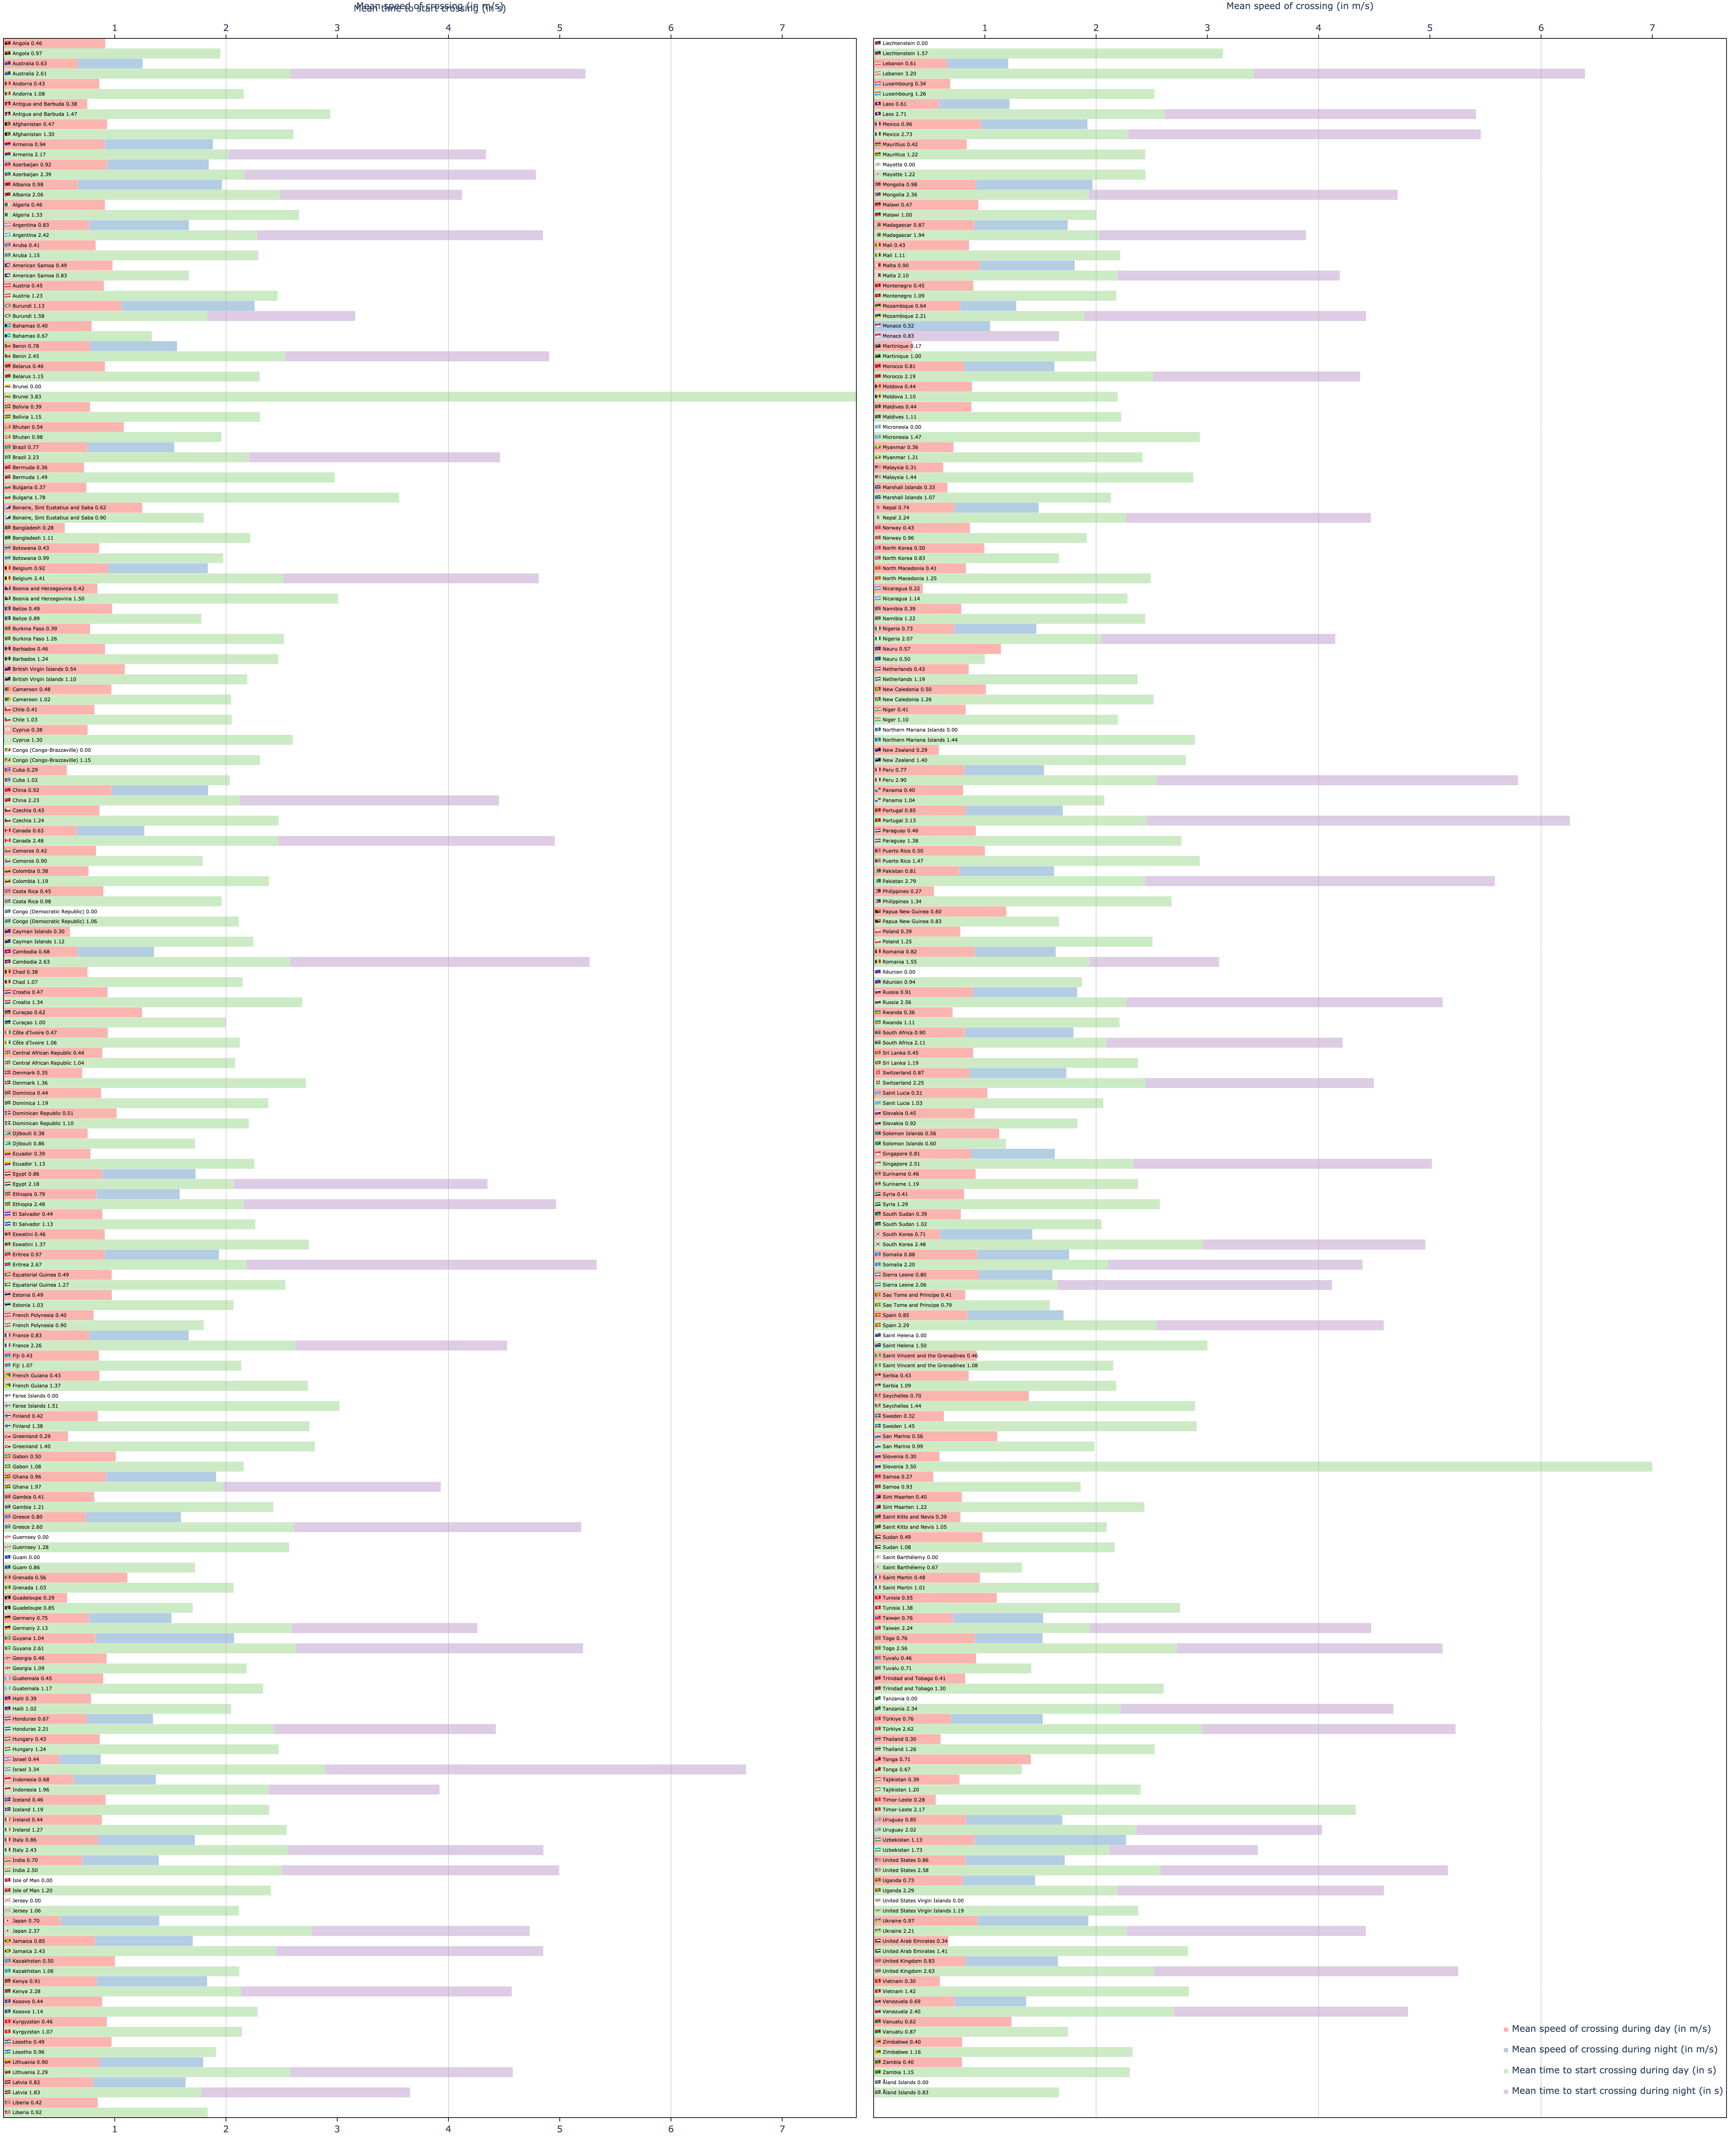 Mean speed of crossing (in m/s)
Mean time to start crossing (in s)
1 2 3 4 5 6 7
Angola 0.46
Angola 0.97
Australia 0.63
Australia 2.61
Andorra 0.43
Andorra 1.08
Antigua and Barbuda 0.38
Antigua and Barbuda 1.47
Afghanistan 0.47
Afghanistan 1.30
Armenia 0.94
Armenia 2.17
Azerbaijan 0.92
Azerbaijan 2.39
Albania 0.98
Albania 2.06
Algeria 0.46
Algeria 1.33
Argentina 0.83
Argentina 2.42
Aruba 0.41
Aruba 1.15
American Samoa 0.49
American Samoa 0.83
Austria 0.45
Austria 1.23
Burundi 1.13
Burundi 1.58
Bahamas 0.40
Bahamas 0.67
Benin 0.78
Benin 2.45
Belarus 0.46
Belarus 1.15
Brunei 0.00
Brunei 3.83
Bolivia 0.39
Bolivia 1.15
Bhutan 0.54
Bhutan 0.98
Brazil 0.77
Brazil 2.23
Bermuda 0.36
Bermuda 1.49
Bulgaria 0.37
Bulgaria 1.78
Bonaire, Sint Eustatius and Saba 0.62
Bonaire, Sint Eustatius and Saba 0.90
Bangladesh 0.28
Bangladesh 1.11
Botswana 0.43
Botswana 0.99
Belgium 0.92
Belgium 2.41
Bosnia and Herzegovina 0.42
Bosnia and Herzegovina 1.50
Belize 0.49
Belize 0.89
Burkina Faso 0.39
Burkina Faso 1.26
Barbados 0.46
Barbados 1.24
British Virgin Islands 0.54
British Virgin Islands 1.10
Cameroon 0.48
Cameroon 1.02
Chile 0.41
Chile 1.03
Cyprus 0.38
Cyprus 1.30
Congo (Congo-Brazzaville) 0.00
Congo (Congo-Brazzaville) 1.15
Cuba 0.29
Cuba 1.02
China 0.92
China 2.23
Czechia 0.43
Czechia 1.24
Canada 0.63
Canada 2.48
Comoros 0.42
Comoros 0.90
Colombia 0.38
Colombia 1.19
Costa Rica 0.45
Costa Rica 0.98
Congo (Democratic Republic) 0.00
Congo (Democratic Republic) 1.06
Cayman Islands 0.30
Cayman Islands 1.12
Cambodia 0.68
Cambodia 2.63
Chad 0.38
Chad 1.07
Croatia 0.47
Croatia 1.34
Curaçao 0.62
Curaçao 1.00
Côte d'Ivoire 0.47
Côte d'Ivoire 1.06
Central African Republic 0.44
Central African Republic 1.04
Denmark 0.35
Denmark 1.36
Dominica 0.44
Dominica 1.19
Dominican Republic 0.51
Dominican Republic 1.10
Djibouti 0.38
Djibouti 0.86
Ecuador 0.39
Ecuador 1.13
Egypt 0.86
Egypt 2.18
Ethiopia 0.79
Ethiopia 2.48
El Salvador 0.44
El Salvador 1.13
Eswatini 0.46
Eswatini 1.37
Eritrea 0.97
Eritrea 2.67
Equatorial Guinea 0.49
Equatorial Guinea 1.27
Estonia 0.49
Estonia 1.03
French Polynesia 0.40
French Polynesia 0.90
France 0.83
France 2.26
Fiji 0.43
Fiji 1.07
French Guiana 0.43
French Guiana 1.37
Faroe Islands 0.00
Faroe Islands 1.51
Finland 0.42
Finland 1.38
Greenland 0.29
Greenland 1.40
Gabon 0.50
Gabon 1.08
Ghana 0.96
Ghana 1.97
Gambia 0.41
Gambia 1.21
Greece 0.80
Greece 2.60
Guernsey 0.00
Guernsey 1.28
Guam 0.00
Guam 0.86
Grenada 0.56
Grenada 1.03
Guadeloupe 0.29
Guadeloupe 0.85
Germany 0.75
Germany 2.13
Guyana 1.04
Guyana 2.61
Georgia 0.46
Georgia 1.09
Guatemala 0.45
Guatemala 1.17
Haiti 0.39
Haiti 1.02
Honduras 0.67
Honduras 2.21
Hungary 0.43
Hungary 1.24
Israel 0.44
Israel 3.34
Indonesia 0.68
Indonesia 1.96
Iceland 0.46
Iceland 1.19
Ireland 0.44
Ireland 1.27
Italy 0.86
Italy 2.43
India 0.70
India 2.50
Isle of Man 0.00
Isle of Man 1.20
Jersey 0.00
Jersey 1.06
Japan 0.70
Japan 2.37
Jamaica 0.85
Jamaica 2.43
Kazakhstan 0.50
Kazakhstan 1.06
Kenya 0.91
Kenya 2.28
Kosovo 0.44
Kosovo 1.14
Kyrgyzstan 0.46
Kyrgyzstan 1.07
Lesotho 0.49
Lesotho 0.96
Lithuania 0.90
Lithuania 2.29
Latvia 0.82
Latvia 1.83
Liberia 0.42
Liberia 0.92
1 2 3 4 5 6 7
Mean speed of crossing (in m/s)
1 2 3 4 5 6 7
Liechtenstein 0.00
Liechtenstein 1.57
Lebanon 0.61
Lebanon 3.20
Luxembourg 0.34
Luxembourg 1.26
Laos 0.61
Laos 2.71
Mexico 0.96
Mexico 2.73
Mauritius 0.42
Mauritius 1.22
Mayotte 0.00
Mayotte 1.22
Mongolia 0.98
Mongolia 2.36
Malawi 0.47
Malawi 1.00
Madagascar 0.87
Madagascar 1.94
Mali 0.43
Mali 1.11
Malta 0.90
Malta 2.10
Montenegro 0.45
Montenegro 1.09
Mozambique 0.64
Mozambique 2.21
Monaco 0.52
Monaco 0.83
Martinique 0.17
Martinique 1.00
Morocco 0.81
Morocco 2.19
Moldova 0.44
Moldova 1.10
Maldives 0.44
Maldives 1.11
Micronesia 0.00
Micronesia 1.47
Myanmar 0.36
Myanmar 1.21
Malaysia 0.31
Malaysia 1.44
Marshall Islands 0.33
Marshall Islands 1.07
Nepal 0.74
Nepal 2.24
Norway 0.43
Norway 0.96
North Korea 0.50
North Korea 0.83
North Macedonia 0.41
North Macedonia 1.25
Nicaragua 0.22
Nicaragua 1.14
Namibia 0.39
Namibia 1.22
Nigeria 0.73
Nigeria 2.07
Nauru 0.57
Nauru 0.50
Netherlands 0.43
Netherlands 1.19
New Caledonia 0.50
New Caledonia 1.26
Niger 0.41
Niger 1.10
Northern Mariana Islands 0.00
Northern Mariana Islands 1.44
New Zealand 0.29
New Zealand 1.40
Peru 0.77
Peru 2.90
Panama 0.40
Panama 1.04
Portugal 0.85
Portugal 3.13
Paraguay 0.46
Paraguay 1.38
Puerto Rico 0.50
Puerto Rico 1.47
Pakistan 0.81
Pakistan 2.79
Philippines 0.27
Philippines 1.34
Papua New Guinea 0.60
Papua New Guinea 0.83
Poland 0.39
Poland 1.25
Romania 0.82
Romania 1.55
Réunion 0.00
Réunion 0.94
Russia 0.91
Russia 2.56
Rwanda 0.36
Rwanda 1.11
South Africa 0.90
South Africa 2.11
Sri Lanka 0.45
Sri Lanka 1.19
Switzerland 0.87
Switzerland 2.25
Saint Lucia 0.51
Saint Lucia 1.03
Slovakia 0.45
Slovakia 0.92
Solomon Islands 0.56
Solomon Islands 0.60
Singapore 0.81
Singapore 2.51
Suriname 0.46
Suriname 1.19
Syria 0.41
Syria 1.29
South Sudan 0.39
South Sudan 1.02
South Korea 0.71
South Korea 2.48
Somalia 0.88
Somalia 2.20
Sierra Leone 0.80
Sierra Leone 2.06
Sao Tome and Principe 0.41
Sao Tome and Principe 0.79
Spain 0.85
Spain 2.29
Saint Helena 0.00
Saint Helena 1.50
Saint Vincent and the Grenadines 0.46
Saint Vincent and the Grenadines 1.08
Serbia 0.43
Serbia 1.09
Seychelles 0.70
Seychelles 1.44
Sweden 0.32
Sweden 1.45
San Marino 0.56
San Marino 0.99
Slovenia 0.30
Slovenia 3.50
Samoa 0.27
Samoa 0.93
Sint Maarten 0.40
Sint Maarten 1.22
Saint Kitts and Nevis 0.39
Saint Kitts and Nevis 1.05
Sudan 0.49
Sudan 1.08
Saint Barthélemy 0.00
Saint Barthélemy 0.67
Saint Martin 0.48
Saint Martin 1.01
Tunisia 0.55
Tunisia 1.38
Taiwan 0.76
Taiwan 2.24
Togo 0.76
Togo 2.56
Tuvalu 0.46
Tuvalu 0.71
Trinidad and Tobago 0.41
Trinidad and Tobago 1.30
Tanzania 0.00
Tanzania 2.34
Türkiye 0.76
Türkiye 2.62
Thailand 0.30
Thailand 1.26
Tonga 0.71
Tonga 0.67
Tajikistan 0.39
Tajikistan 1.20
Timor-Leste 0.28
Timor-Leste 2.17
Uruguay 0.85
Uruguay 2.02
Uzbekistan 1.13
Uzbekistan 1.73
United States 0.86
United States 2.58
Uganda 0.73
Uganda 2.29
United States Virgin Islands 0.00
United States Virgin Islands 1.19
Ukraine 0.97
Ukraine 2.21
United Arab Emirates 0.34
United Arab Emirates 1.41
United Kingdom 0.83
United Kingdom 2.63
Vietnam 0.30
Vietnam 1.42
Venezuela 0.69
Venezuela 2.40
Vanuatu 0.62
Vanuatu 0.87
Zimbabwe 0.40
Zimbabwe 1.16
Zambia 0.40
Zambia 1.15
Åland Islands 0.00
Åland Islands 0.83
Mean speed of crossing during day (in m/s)
Mean speed of crossing during night (in m/s)
Mean time to start crossing during day (in s)
Mean time to start crossing during night (in s)
1 2 3 4 5 6 7